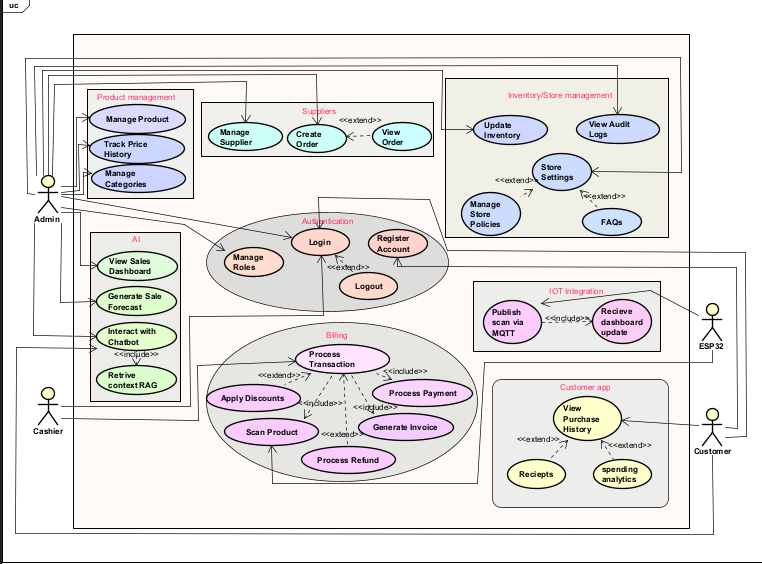 uc
Product management
Manage Product
Track Price
History
Manage
Categories
Suppliers
<<extend>>
Manage
Supplier
Create
Order
View
Order
Inventory/Store management
Update
Inventory
View Audit
Logs
Store
Settings
<<extend>>
<<extend>>
Manage
Store
Policies
FAQs
Admin
Authentication
Login
Register
Account
Manage
Roles
<<extend>>
Logout
AI
View Sales
Dashboard
Generate Sale
Forecast
Interact with
Chatbot
<<include>>
Retrive
context RAG
IOT Integration
Publish
scan via
MQTT
<<include>>
Recieve
dashboard
update
ESP32
Billing
Process
Transaction
<<extend>>
<<include>>
Apply Discounts
Process Payment
<<include>>
<<include>>
Scan Product
Generate Invoice
<<extend>>
Process Refund
Cashier
Customer app
View
Purchase
History
<<extend>>
<<extend>>
Reciepts
spending
analytics
Customer